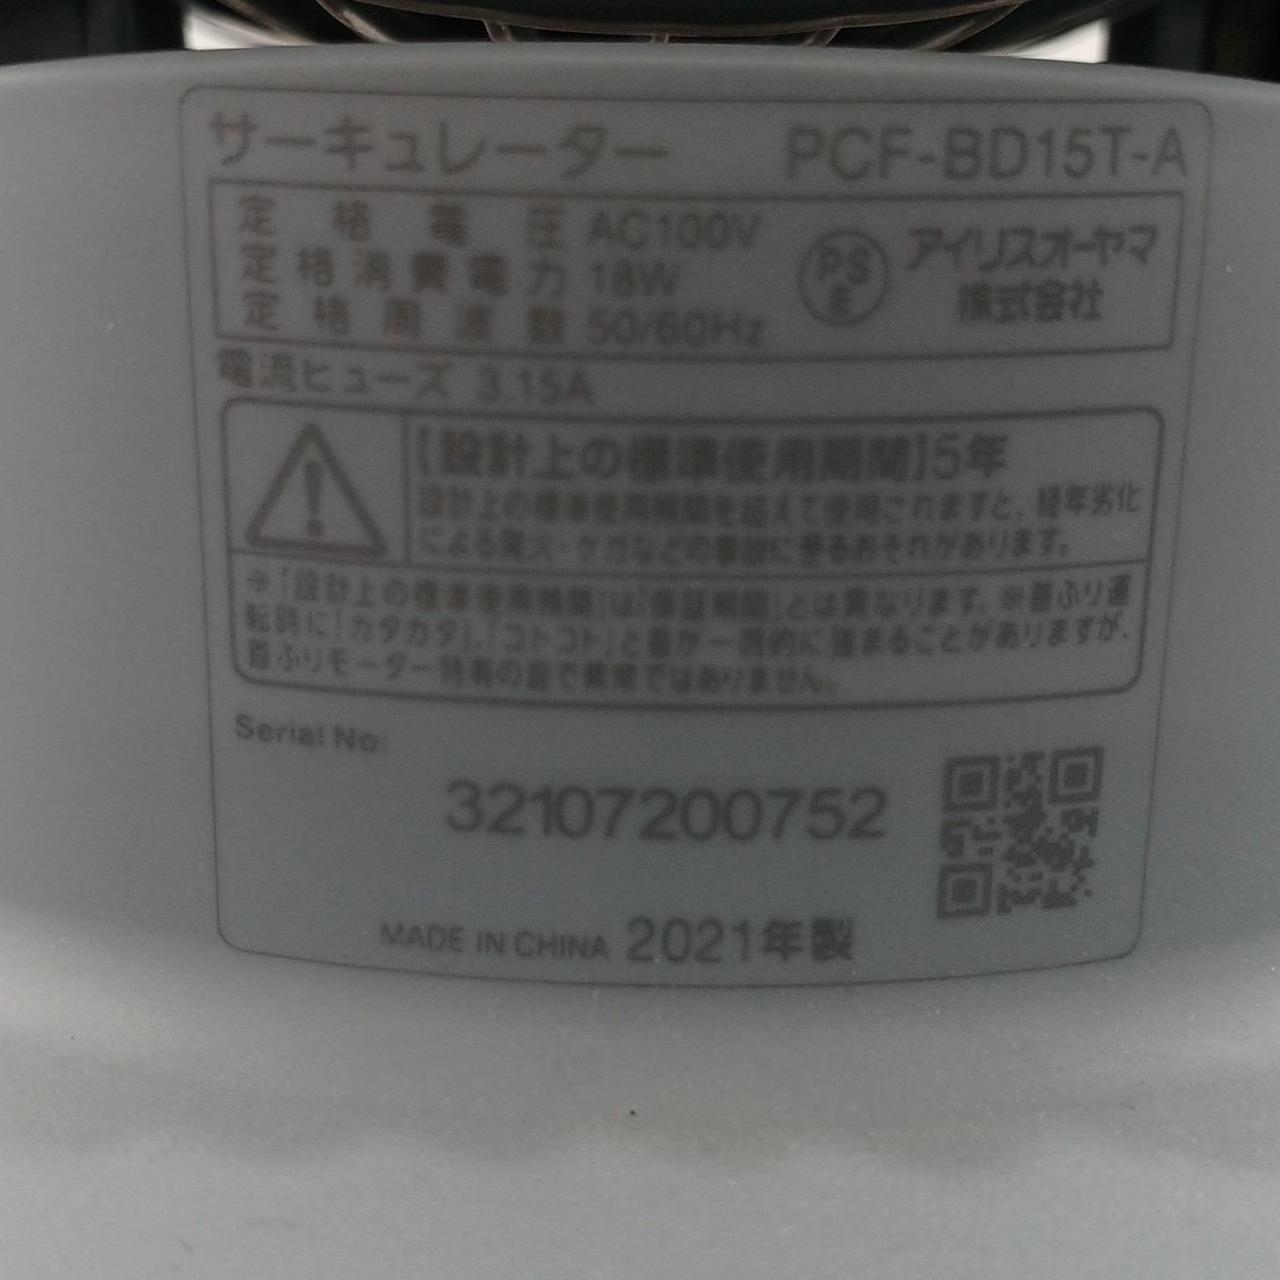 サーキュレーター PCF-BD15T-A
定格電圧 AC100V
定格消費電力 18W
定格周波数 50/60Hz
PS
E
アイリスオーヤマ
株式会社
電流ヒューズ 3.15A
【設計上の標準使用期間】5年
設計上の標準使用期間を超えて使用されますと、経年劣化
による発火・ケガなどの事故に至るおそれがあります。
※「設計上の標準使用期間」は「保証期間」とは異なります。※首ふり運
転時に「カタカタ」、「コトコト」と音が一時的に強まることがありますが、
首ふりモーター特有の音で異常ではありません。
Serial No:
32107200752
MADE IN CHINA 2021年製